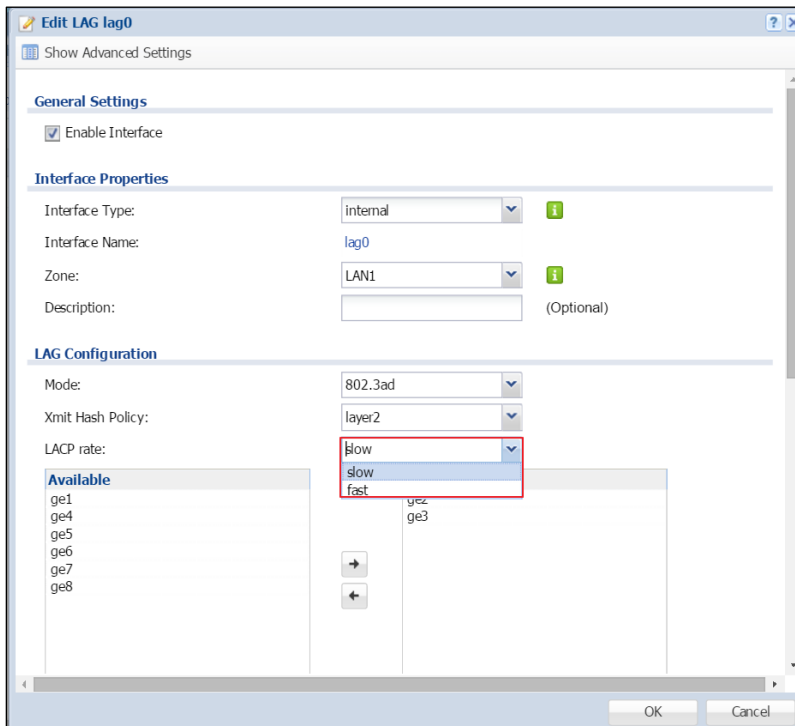 Edit LAG lag0
Show Advanced Settings
General Settings
Enable Interface
Interface Properties
Interface Type: internal
Interface Name: lag0
Zone: LAN1
Description: (Optional)
LAG Configuration
Mode: 802.3ad
Xmit Hash Policy: layer2
LACP rate: slow
slow
fast
Available
ge1
ge4
ge5
ge6
ge7
ge8
ge2
ge3
OK Cancel